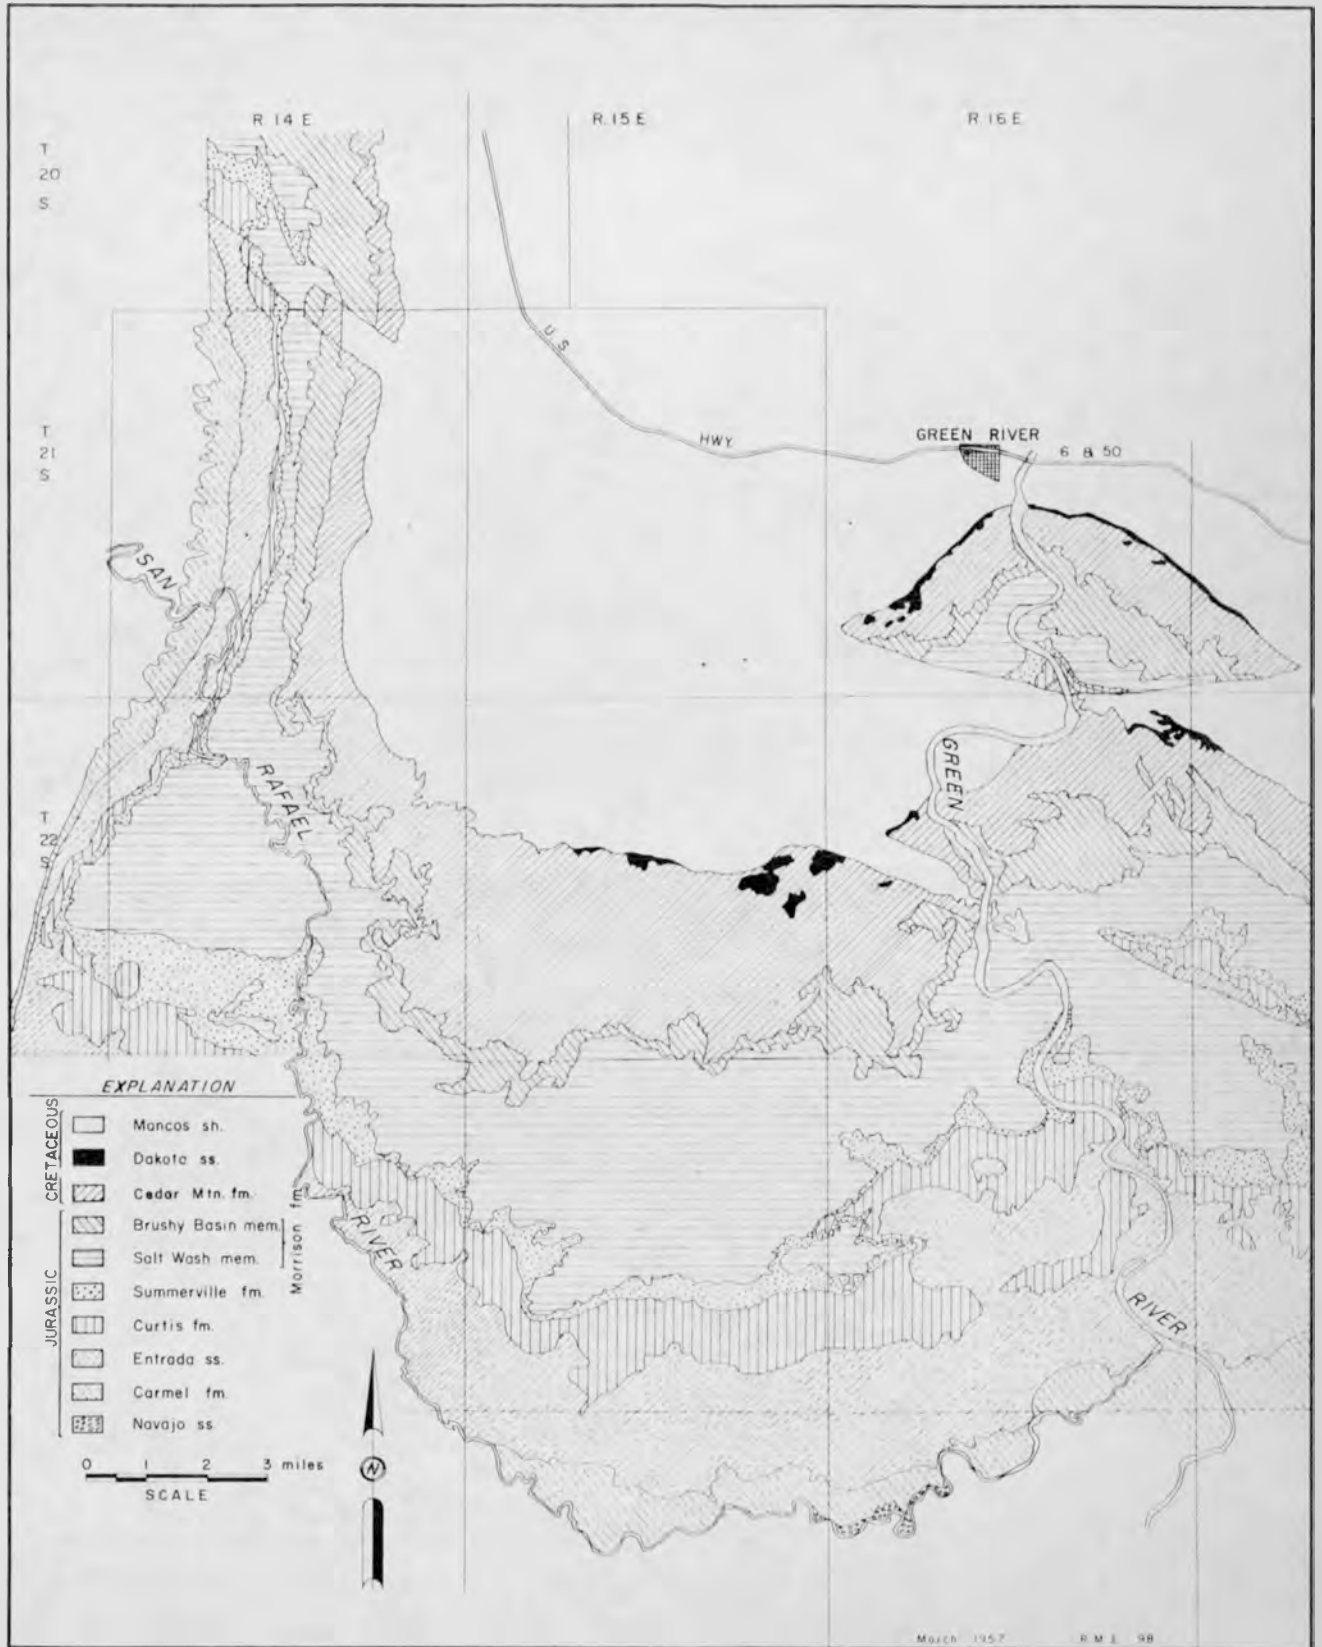 R. 14 E
R. 15 E
R. 16 E
T
20
S.
U.S.
HWY.
GREEN RIVER
6 & 50
T
21
S.
SAN
RAFAEL
GREEN
T
22
S.
EXPLANATION
CRETACEOUS
Mancos sh.
Dakota ss.
Cedar Mtn. fm.
JURASSIC
Brushy Basin mem.
Salt Wash mem.
Morrison fm.
Summerville fm.
Curtis fm.
Entrada ss.
Carmel fm.
Navajo ss.
RIVER
RIVER
0 1 2 3 miles
SCALE
N
March 1957
R M E 98